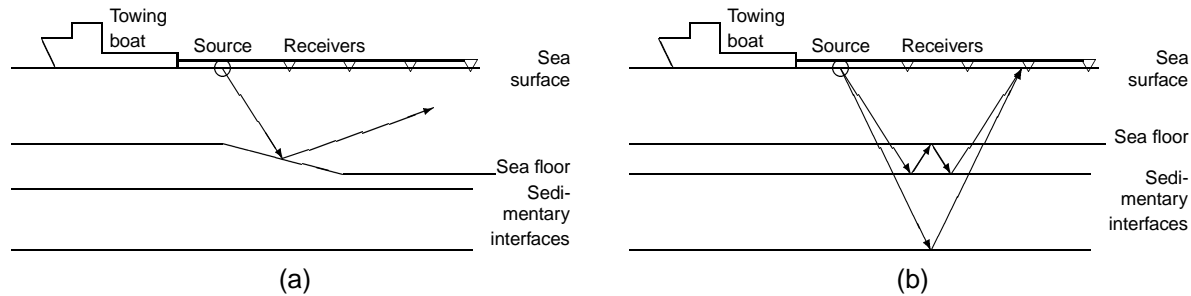 Towing
boat
Source
Receivers
Sea
surface
Sea floor
Sedi-
mentary
interfaces
(a)
Towing
boat
Source
Receivers
Sea
surface
Sea floor
Sedi-
mentary
interfaces
(b)